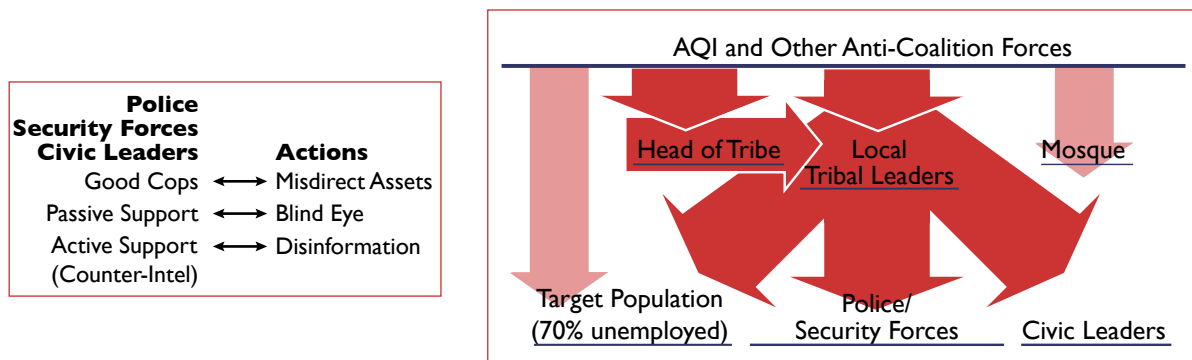 Police
Security Forces
Civic Leaders Actions
Good Cops Misdirect Assets
Passive Support Blind Eye
Active Support Disinformation
(Counter-Intel)
AQI and Other Anti-Coalition Forces
Head of Tribe
Local
Tribal Leaders
Mosque
Target Population
(70% unemployed)
Police/
Security Forces
Civic Leaders